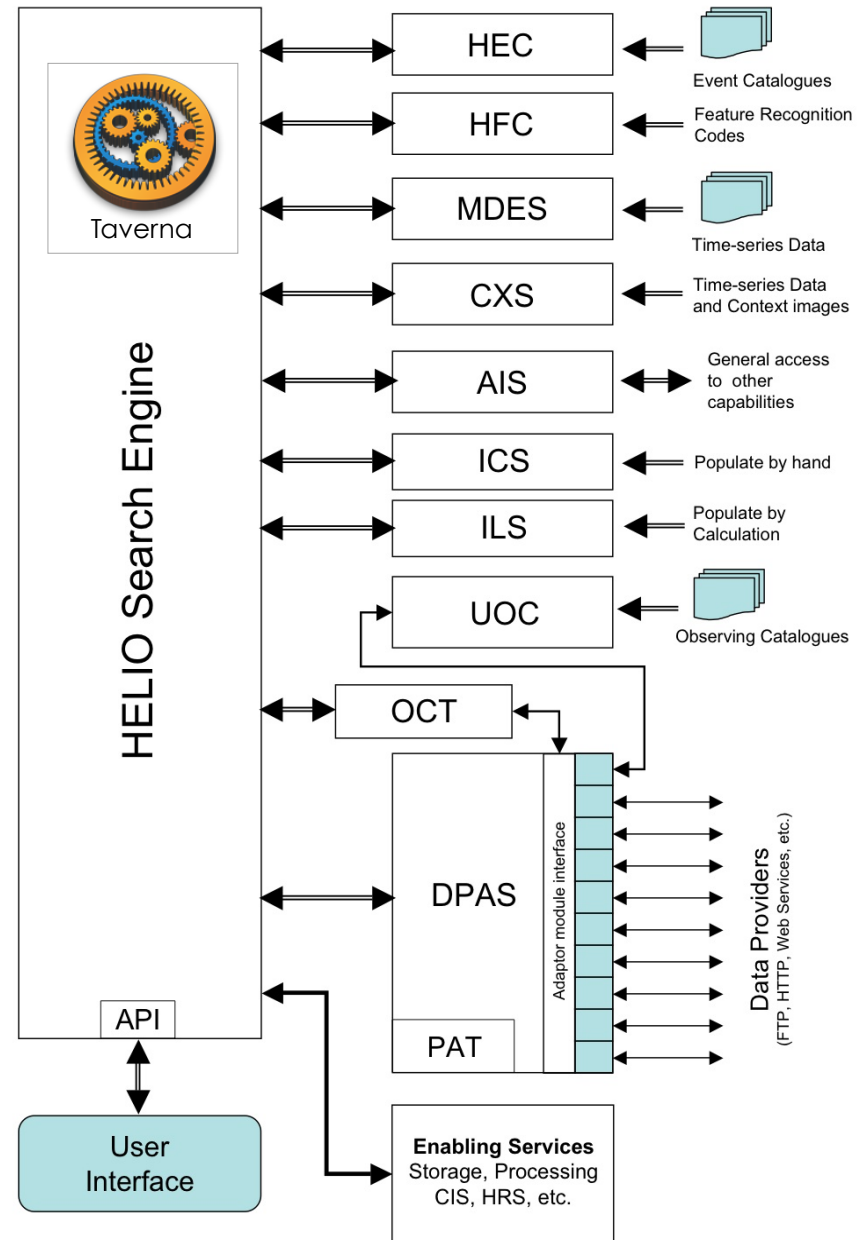 HEC
Event Catalogues
Taverna
HFC
Feature Recognition
Codes
MDES
Time-series Data
CXS
Time-series Data
and Context images
AIS
General access
to other
capabilities
ICS
Populate by hand
ILS
Populate by
Calculation
UOC
Observing Catalogues
HELIO Search Engine
OCT
DPAS
Adaptor module interface
Data Providers
(FTP, HTTP, Web Services, etc.)
PAT
API
User
Interface
Enabling Services
Storage, Processing
CIS, HRS, etc.